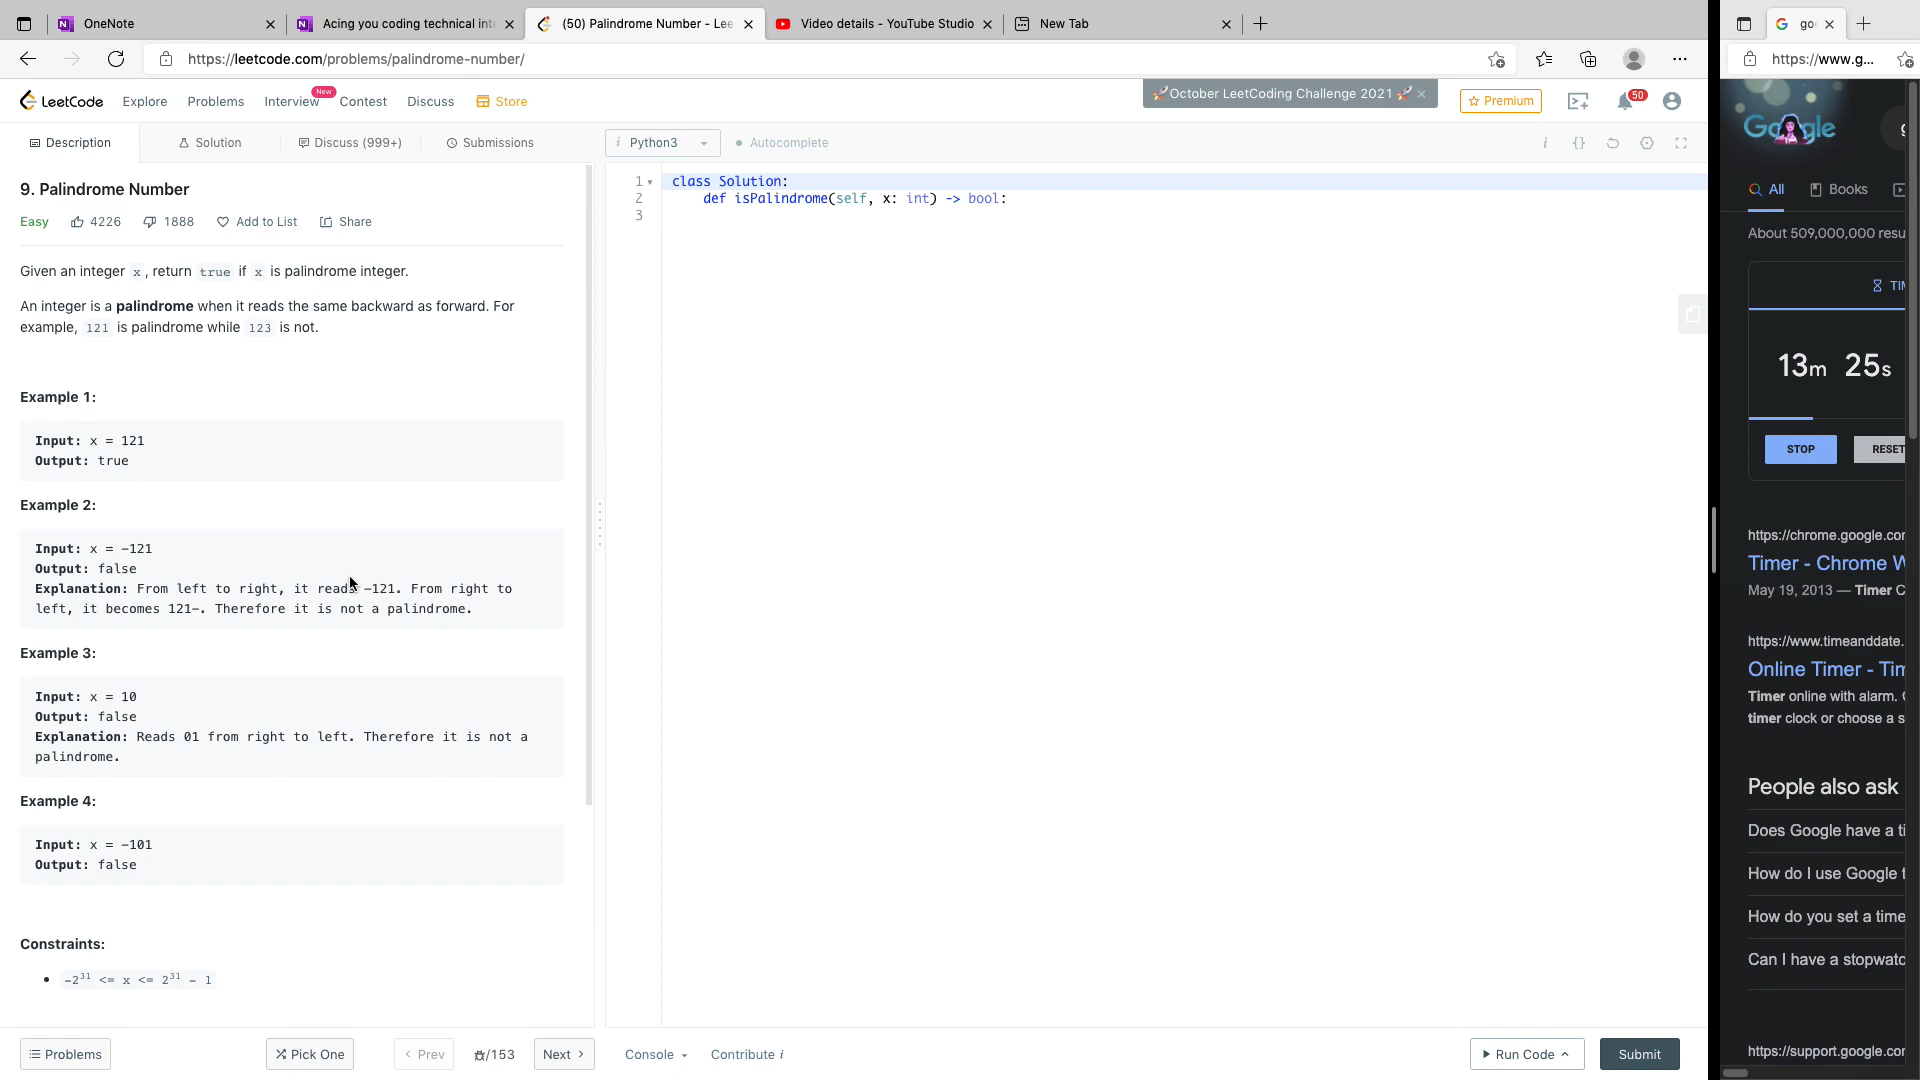 OneNote
Acing you coding technical int
(50) Palindrome Number - Lee
Video details - YouTube Studio
New Tab
go
https://leetcode.com/problems/palindrome-number/
https://www.g...
LeetCode
Explore
Problems
Interview
New
Contest
Discuss
Store
🚀October LeetCoding Challenge 2021 🚀 ×
Premium
50
Google
g
Description
Solution
Discuss (999+)
Submissions
i Python3
Autocomplete
i
{}
All
Books
About 509,000,000 resu
TIM
13m 25s
STOP
RESET
9. Palindrome Number
Easy
4226
1888
Add to List
Share
Given an integer x, return true if x is palindrome integer.
An integer is a palindrome when it reads the same backward as forward. For
example, 121 is palindrome while 123 is not.
Example 1:
Input: x = 121
Output: true
Example 2:
Input: x = -121
Output: false
Explanation: From left to right, it reads -121. From right to
left, it becomes 121-. Therefore it is not a palindrome.
Example 3:
Input: x = 10
Output: false
Explanation: Reads 01 from right to left. Therefore it is not a
palindrome.
Example 4:
Input: x = -101
Output: false
Constraints:
-2³¹ <= x <= 2³¹ - 1
1 class Solution:
2 def isPalindrome(self, x: int) -> bool:
3
https://chrome.google.cor
Timer - Chrome W
May 19, 2013 — Timer C
https://www.timeanddate.
Online Timer - Tim
Timer online with alarm.
timer clock or choose a s
People also ask
Does Google have a ti
How do I use Google t
How do you set a time
Can I have a stopwatc
https://support.google.cor
Problems
Pick One
Prev
/153
Next
Console
Contribute i
Run Code
Submit